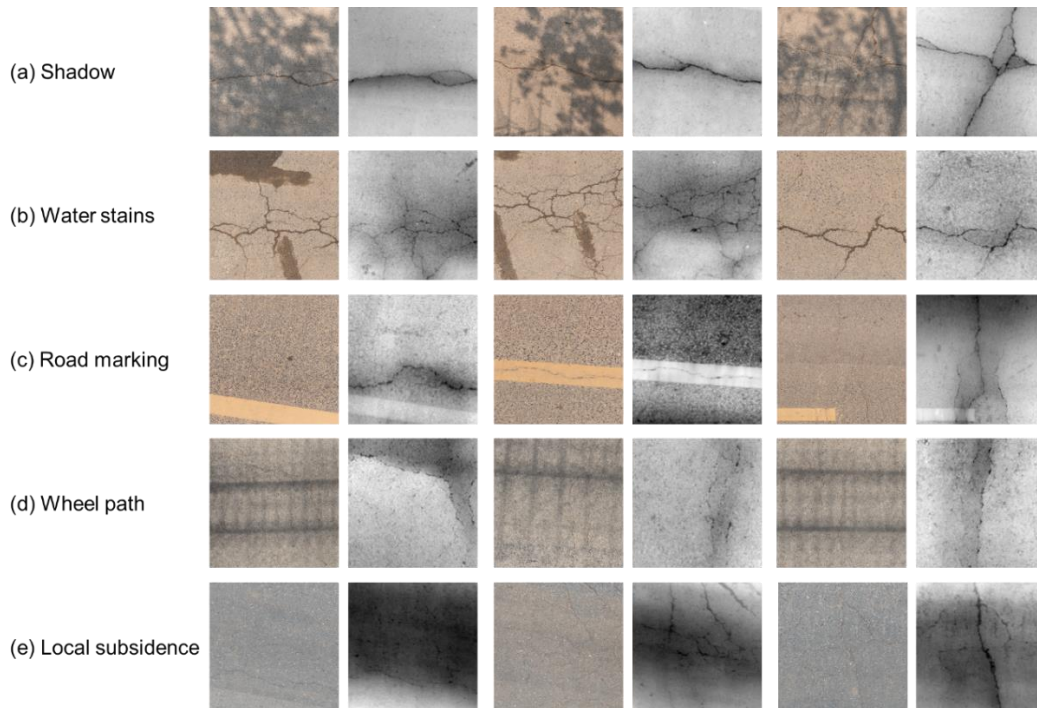 (a) Shadow
(b) Water stains
(c) Road marking
(d) Wheel path
(e) Local subsidence